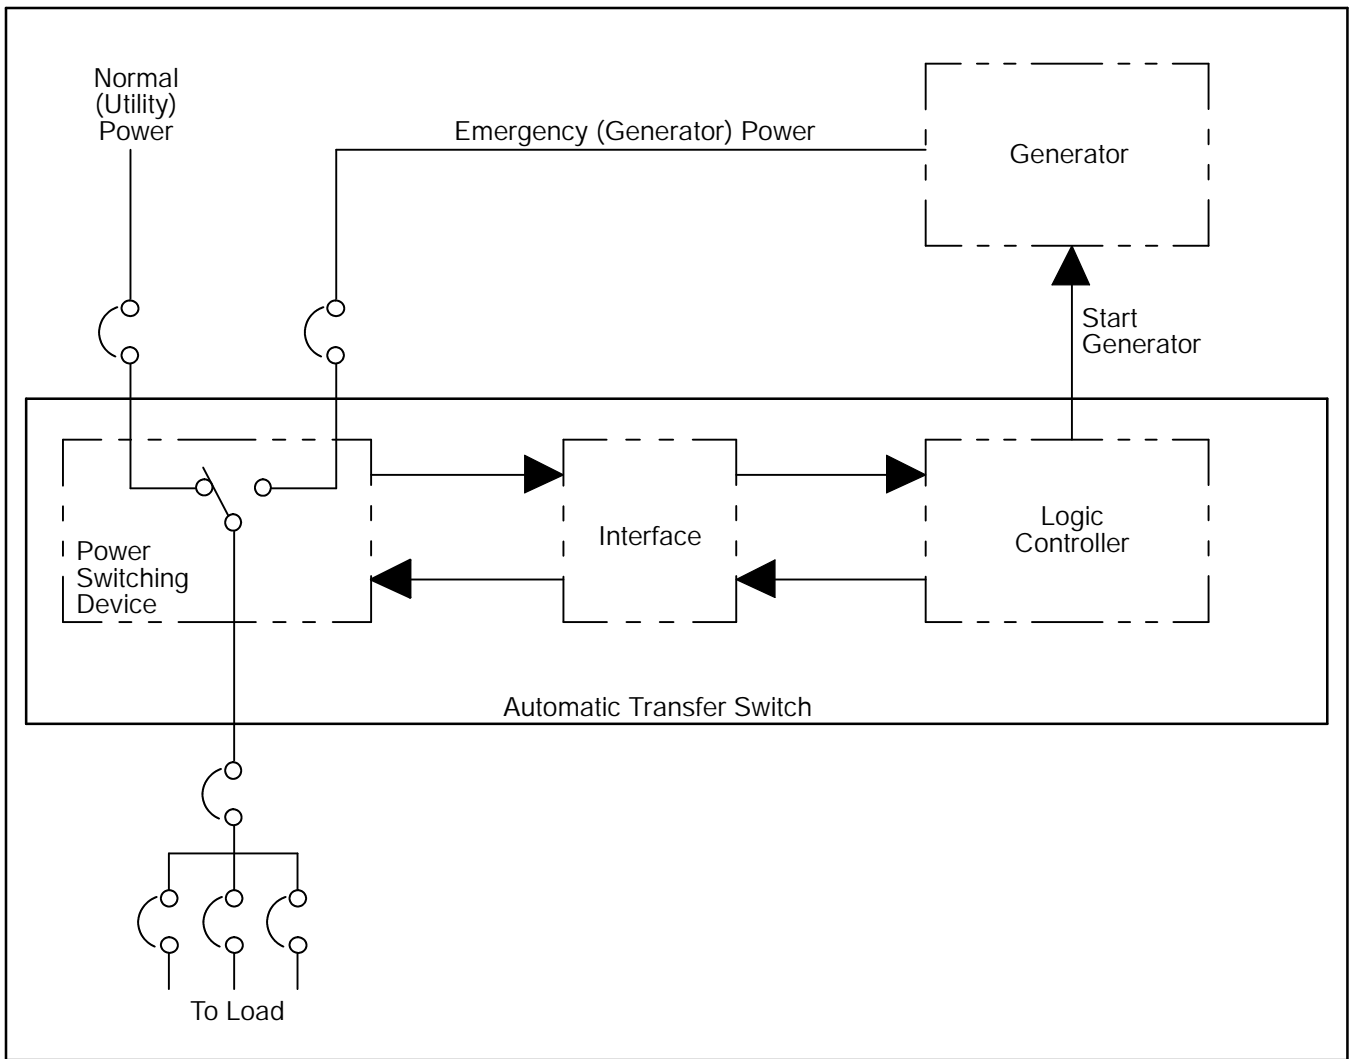 Normal
(Utility)
Power
Emergency (Generator) Power
Generator
Start
Generator
Power
Switching
Device
Interface
Logic
Controller
Automatic Transfer Switch
To Load